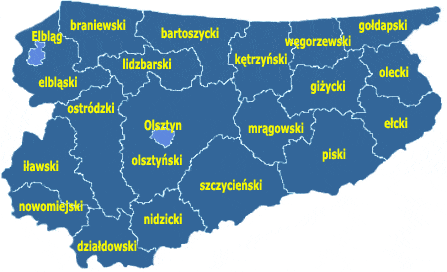 gołdapski
braniewski
bartoszycki
Elbląg
węgorzewski
kętrzyński
lidzbarski
olecki
elbląski
giżycki
ostródzki
Olsztyn
mrągowski
ełcki
piski
olsztyński
iławski
szczycieński
nowomiejski
nidzicki
działdowski